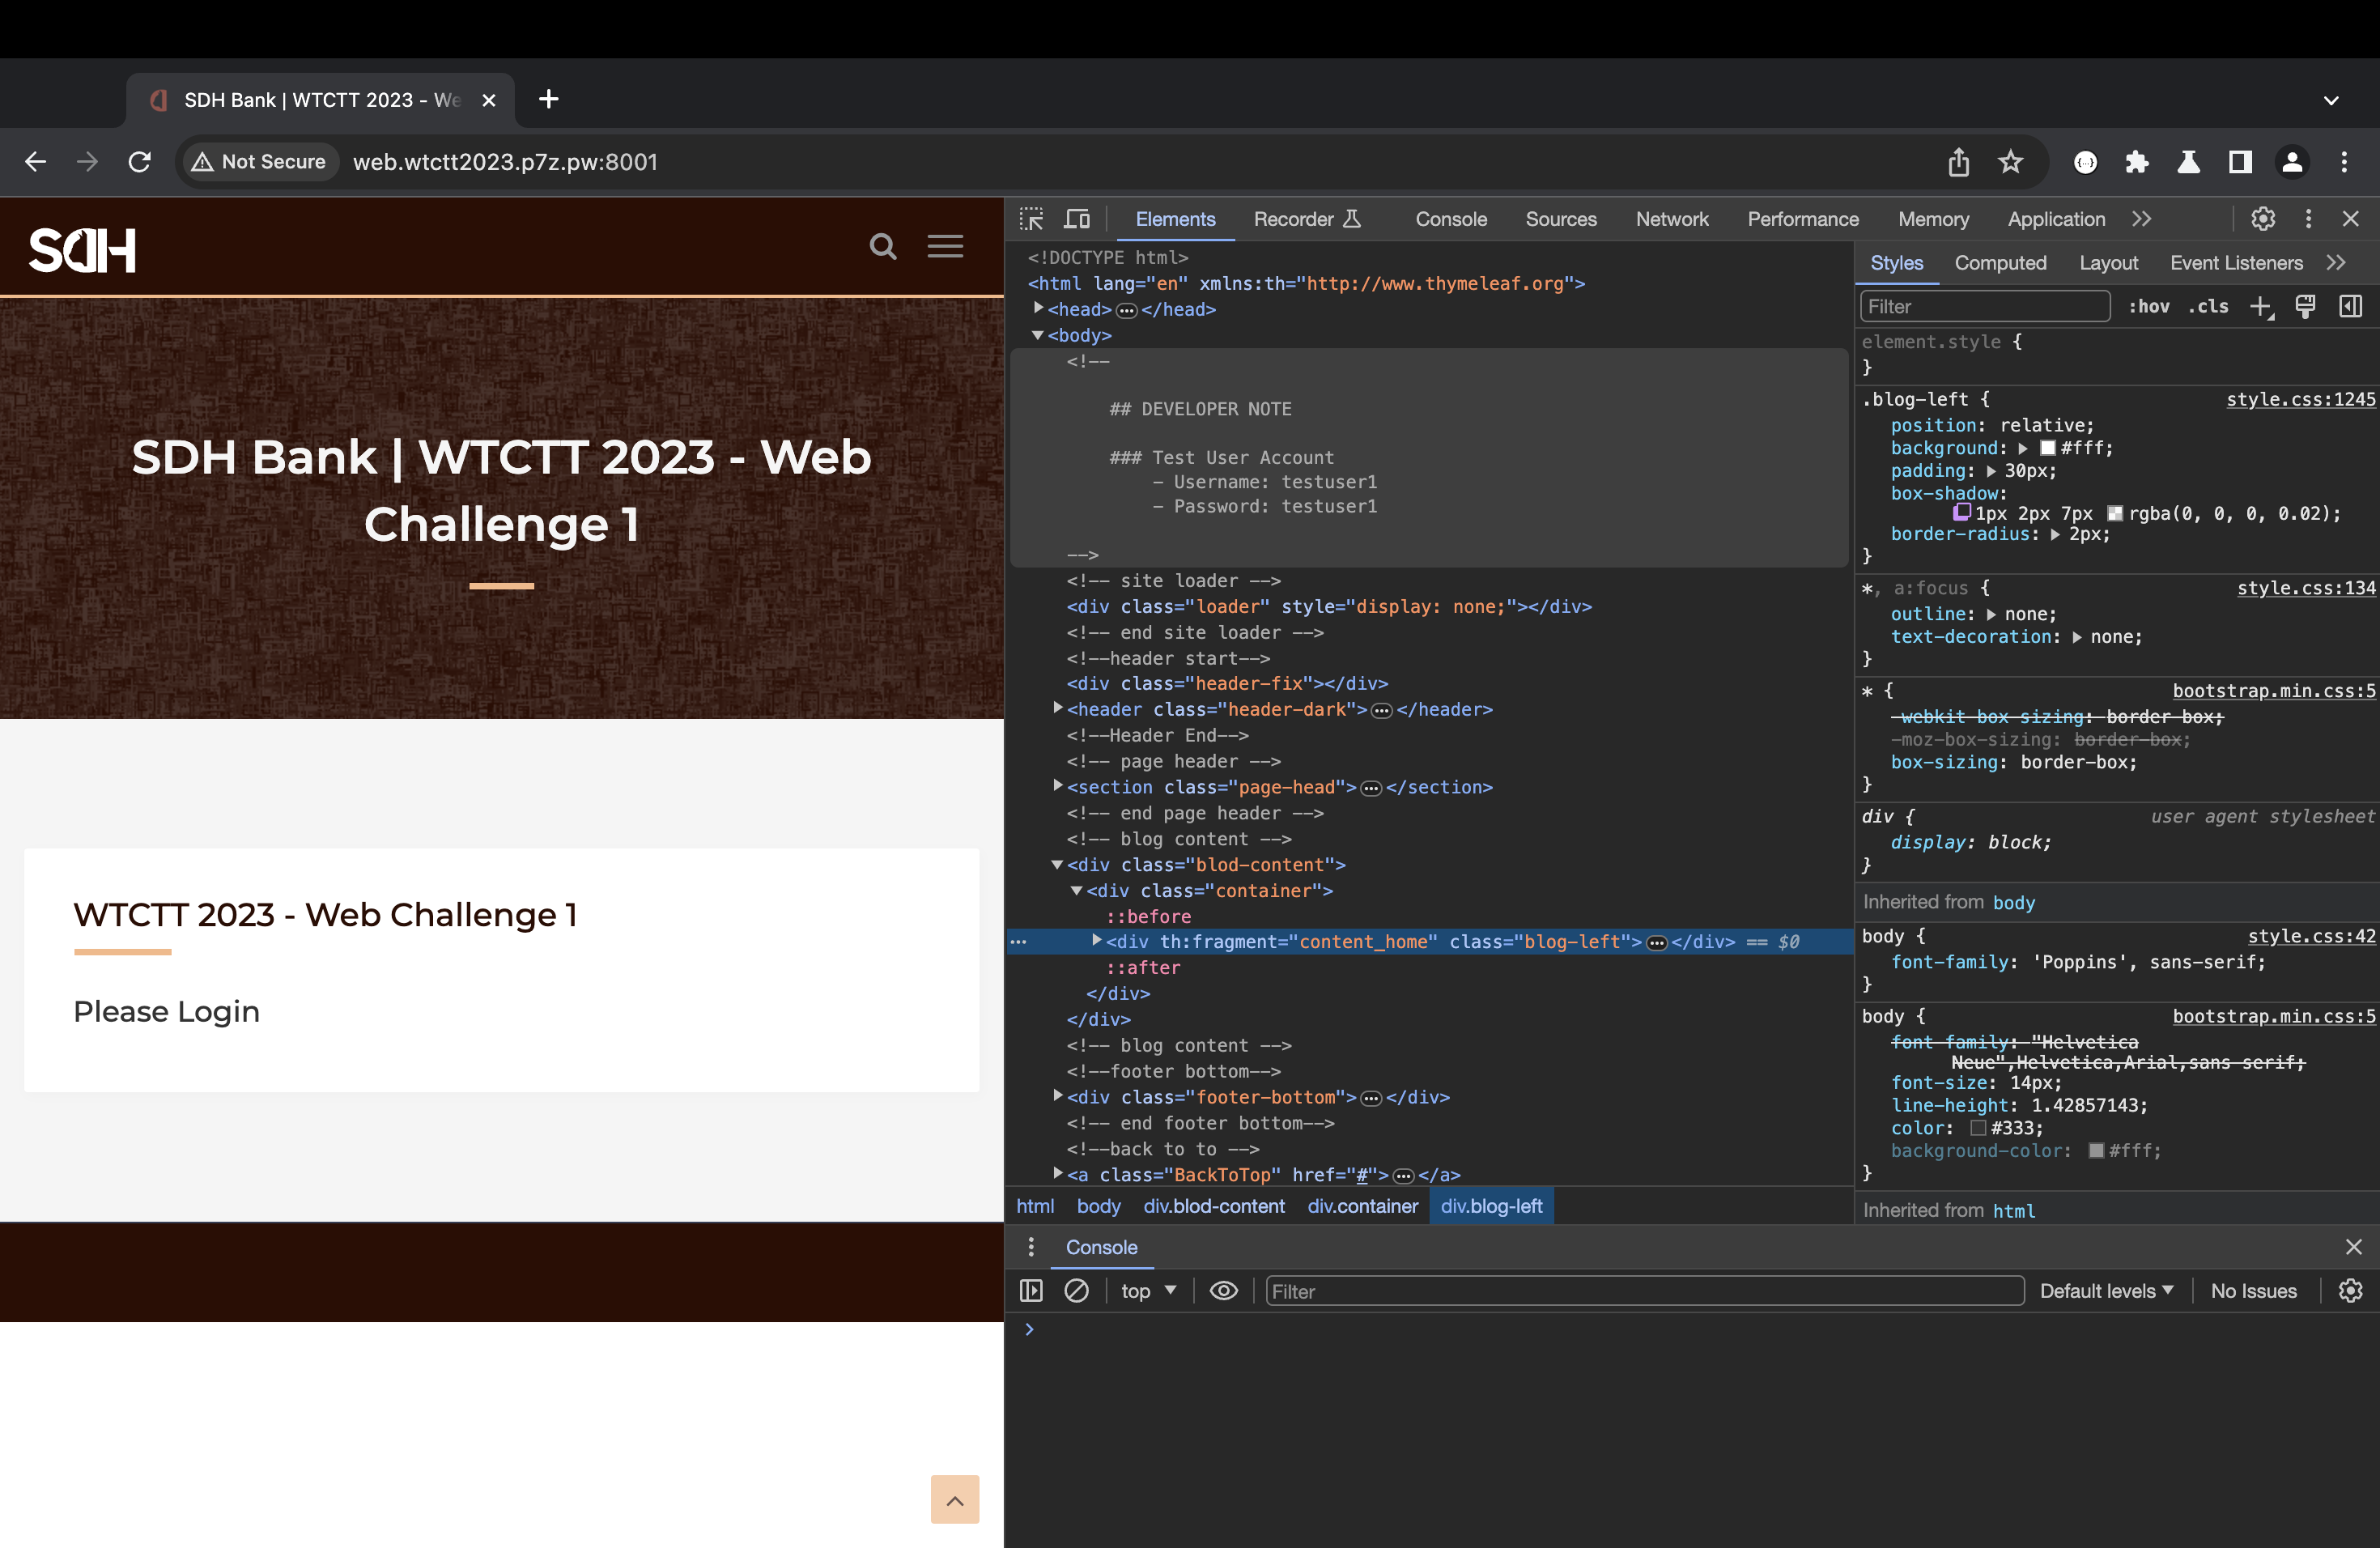 SDH Bank | WTCTT 2023 - We
Not Secure
web.wtctt2023.p7z.pw:8001
SDH
SDH Bank | WTCTT 2023 - Web
Challenge 1
WTCTT 2023 - Web Challenge 1
Please Login
Elements Recorder Console Sources Network Performance Memory Application
<!DOCTYPE html>
<html lang="en" xmlns:th="http://www.thymeleaf.org">
<head>…</head>
<body>
<!--
## DEVELOPER NOTE
### Test User Account
- Username: testuser1
- Password: testuser1
-->
<!-- site loader -->
<div class="loader" style="display: none;"></div>
<!-- end site loader -->
<!--header start-->
<div class="header-fix"></div>
<header class="header-dark">…</header>
<!--Header End-->
<!-- page header -->
<section class="page-head">…</section>
<!-- end page header -->
<!-- blog content -->
<div class="blod-content">
<div class="container">
::before
… <div th:fragment="content_home" class="blog-left">…</div> == $0
::after
</div>
</div>
<!-- blog content -->
<!--footer bottom-->
<div class="footer-bottom">…</div>
<!-- end footer bottom-->
<!--back to to -->
<a class="BackToTop" href="#">…</a>
html body div.blod-content div.container div.blog-left
Styles Computed Layout Event Listeners
Filter :hov .cls
element.style {
}
.blog-left { style.css:1245
position: relative;
background: #fff;
padding: 30px;
box-shadow:
1px 2px 7px rgba(0, 0, 0, 0.02);
border-radius: 2px;
}
*, a:focus { style.css:134
outline: none;
text-decoration: none;
}
* { bootstrap.min.css:5
-webkit-box-sizing: border-box;
-moz-box-sizing: border-box;
box-sizing: border-box;
}
div { user agent stylesheet
display: block;
}
Inherited from body
body { style.css:42
font-family: 'Poppins', sans-serif;
}
body { bootstrap.min.css:5
font-family: "Helvetica
Neue",Helvetica,Arial,sans-serif;
font-size: 14px;
line-height: 1.42857143;
color: #333;
background-color: #fff;
}
Inherited from html
Console
top Filter Default levels No Issues